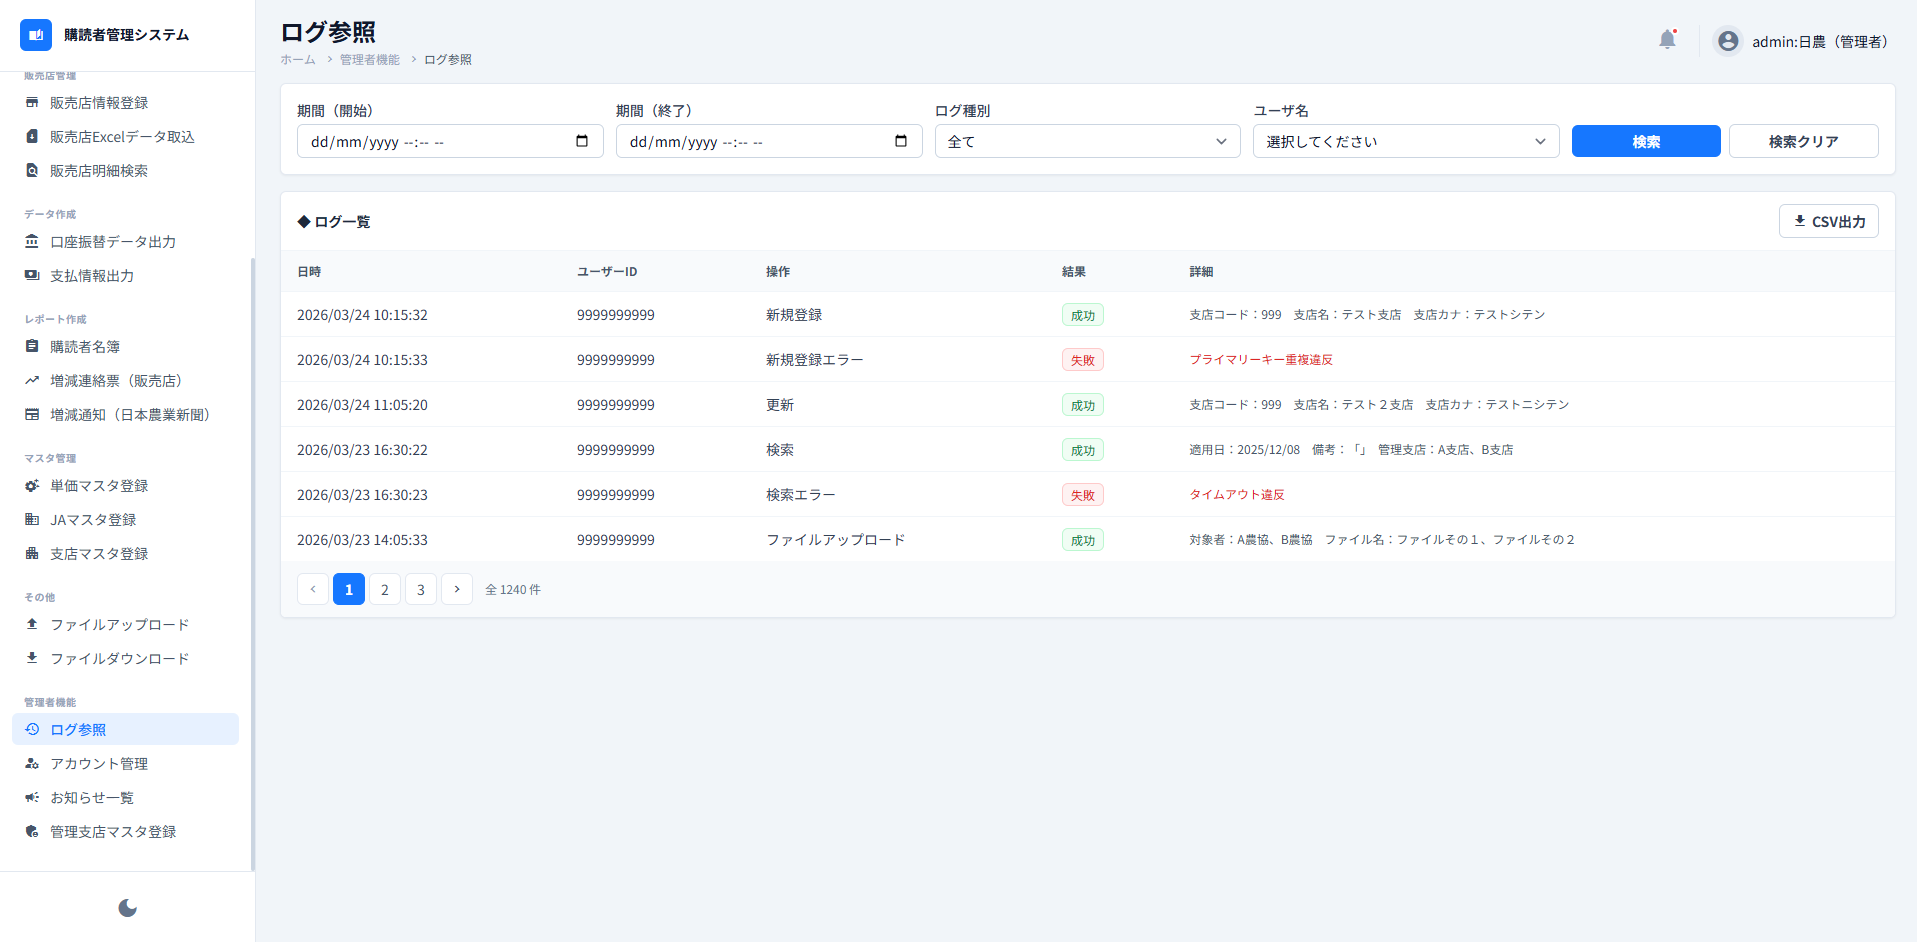 購読者管理システム
販売店管理
販売店情報登録
販売店Excelデータ取込
販売店明細検索
データ作成
口座振替データ出力
支払情報出力
レポート作成
購読者名簿
増減連絡票（販売店）
増減通知（日本農業新聞）
マスタ管理
単価マスタ登録
JAマスタ登録
支店マスタ登録
その他
ファイルアップロード
ファイルダウンロード
管理者機能
ログ参照
アカウント管理
お知らせ一覧
管理支店マスタ登録
ログ参照
ホーム > 管理者機能 > ログ参照
admin:日農（管理者）
期間（開始） 期間（終了） ログ種別 ユーザ名
dd/mm/yyyy --:-- -- dd/mm/yyyy --:-- -- 全て 選択してください 検索 検索クリア
◆ ログ一覧 CSV出力
日時 ユーザーID 操作 結果 詳細
2026/03/24 10:15:32 9999999999 新規登録 成功 支店コード：999　支店名：テスト支店　支店カナ：テストシテン
2026/03/24 10:15:33 9999999999 新規登録エラー 失敗 プライマリーキー重複違反
2026/03/24 11:05:20 9999999999 更新 成功 支店コード：999　支店名：テスト２支店　支店カナ：テストニシテン
2026/03/23 16:30:22 9999999999 検索 成功 適用日：2025/12/08　備考：「」　管理支店：A支店、B支店
2026/03/23 16:30:23 9999999999 検索エラー 失敗 タイムアウト違反
2026/03/23 14:05:33 9999999999 ファイルアップロード 成功 対象者：A農協、B農協　ファイル名：ファイルその１、ファイルその２
‹ 1 2 3 › 全 1240 件